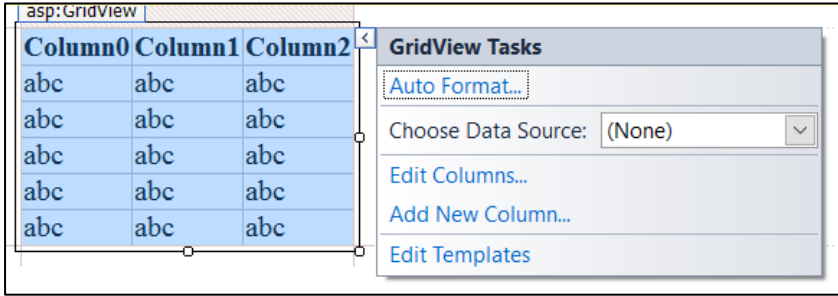 asp:GridView
Column0 Column1 Column2
abc abc abc
abc abc abc
abc abc abc
abc abc abc
abc abc abc
GridView Tasks
Auto Format...
Choose Data Source: (None)
Edit Columns...
Add New Column...
Edit Templates